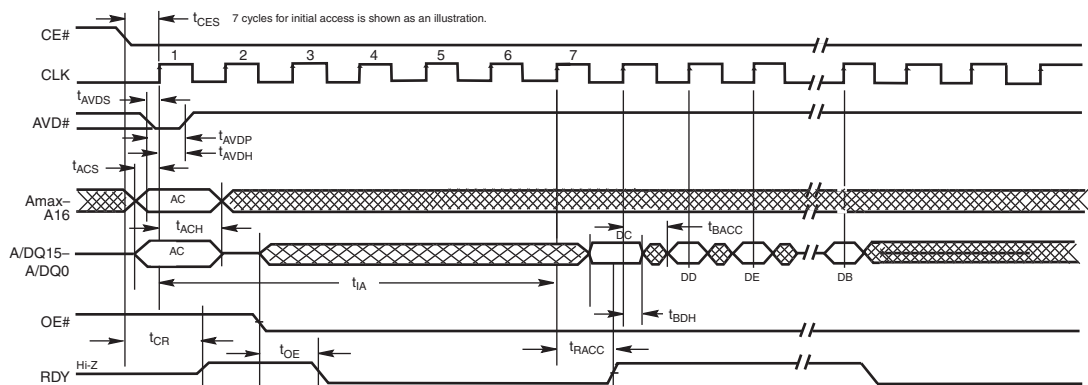 tCES 7 cycles for initial access is shown as an illustration.
CE#
1 2 3 4 5 6 7
CLK
tAVDS
AVD#
tAVDP
tAVDH
tACS
Amax–
A16
AC
tACH
tBACC
DC
A/DQ15–
A/DQ0
AC
DD DE DB
tIA
tBDH
OE#
tCR
tOE
tRACC
Hi-Z
RDY